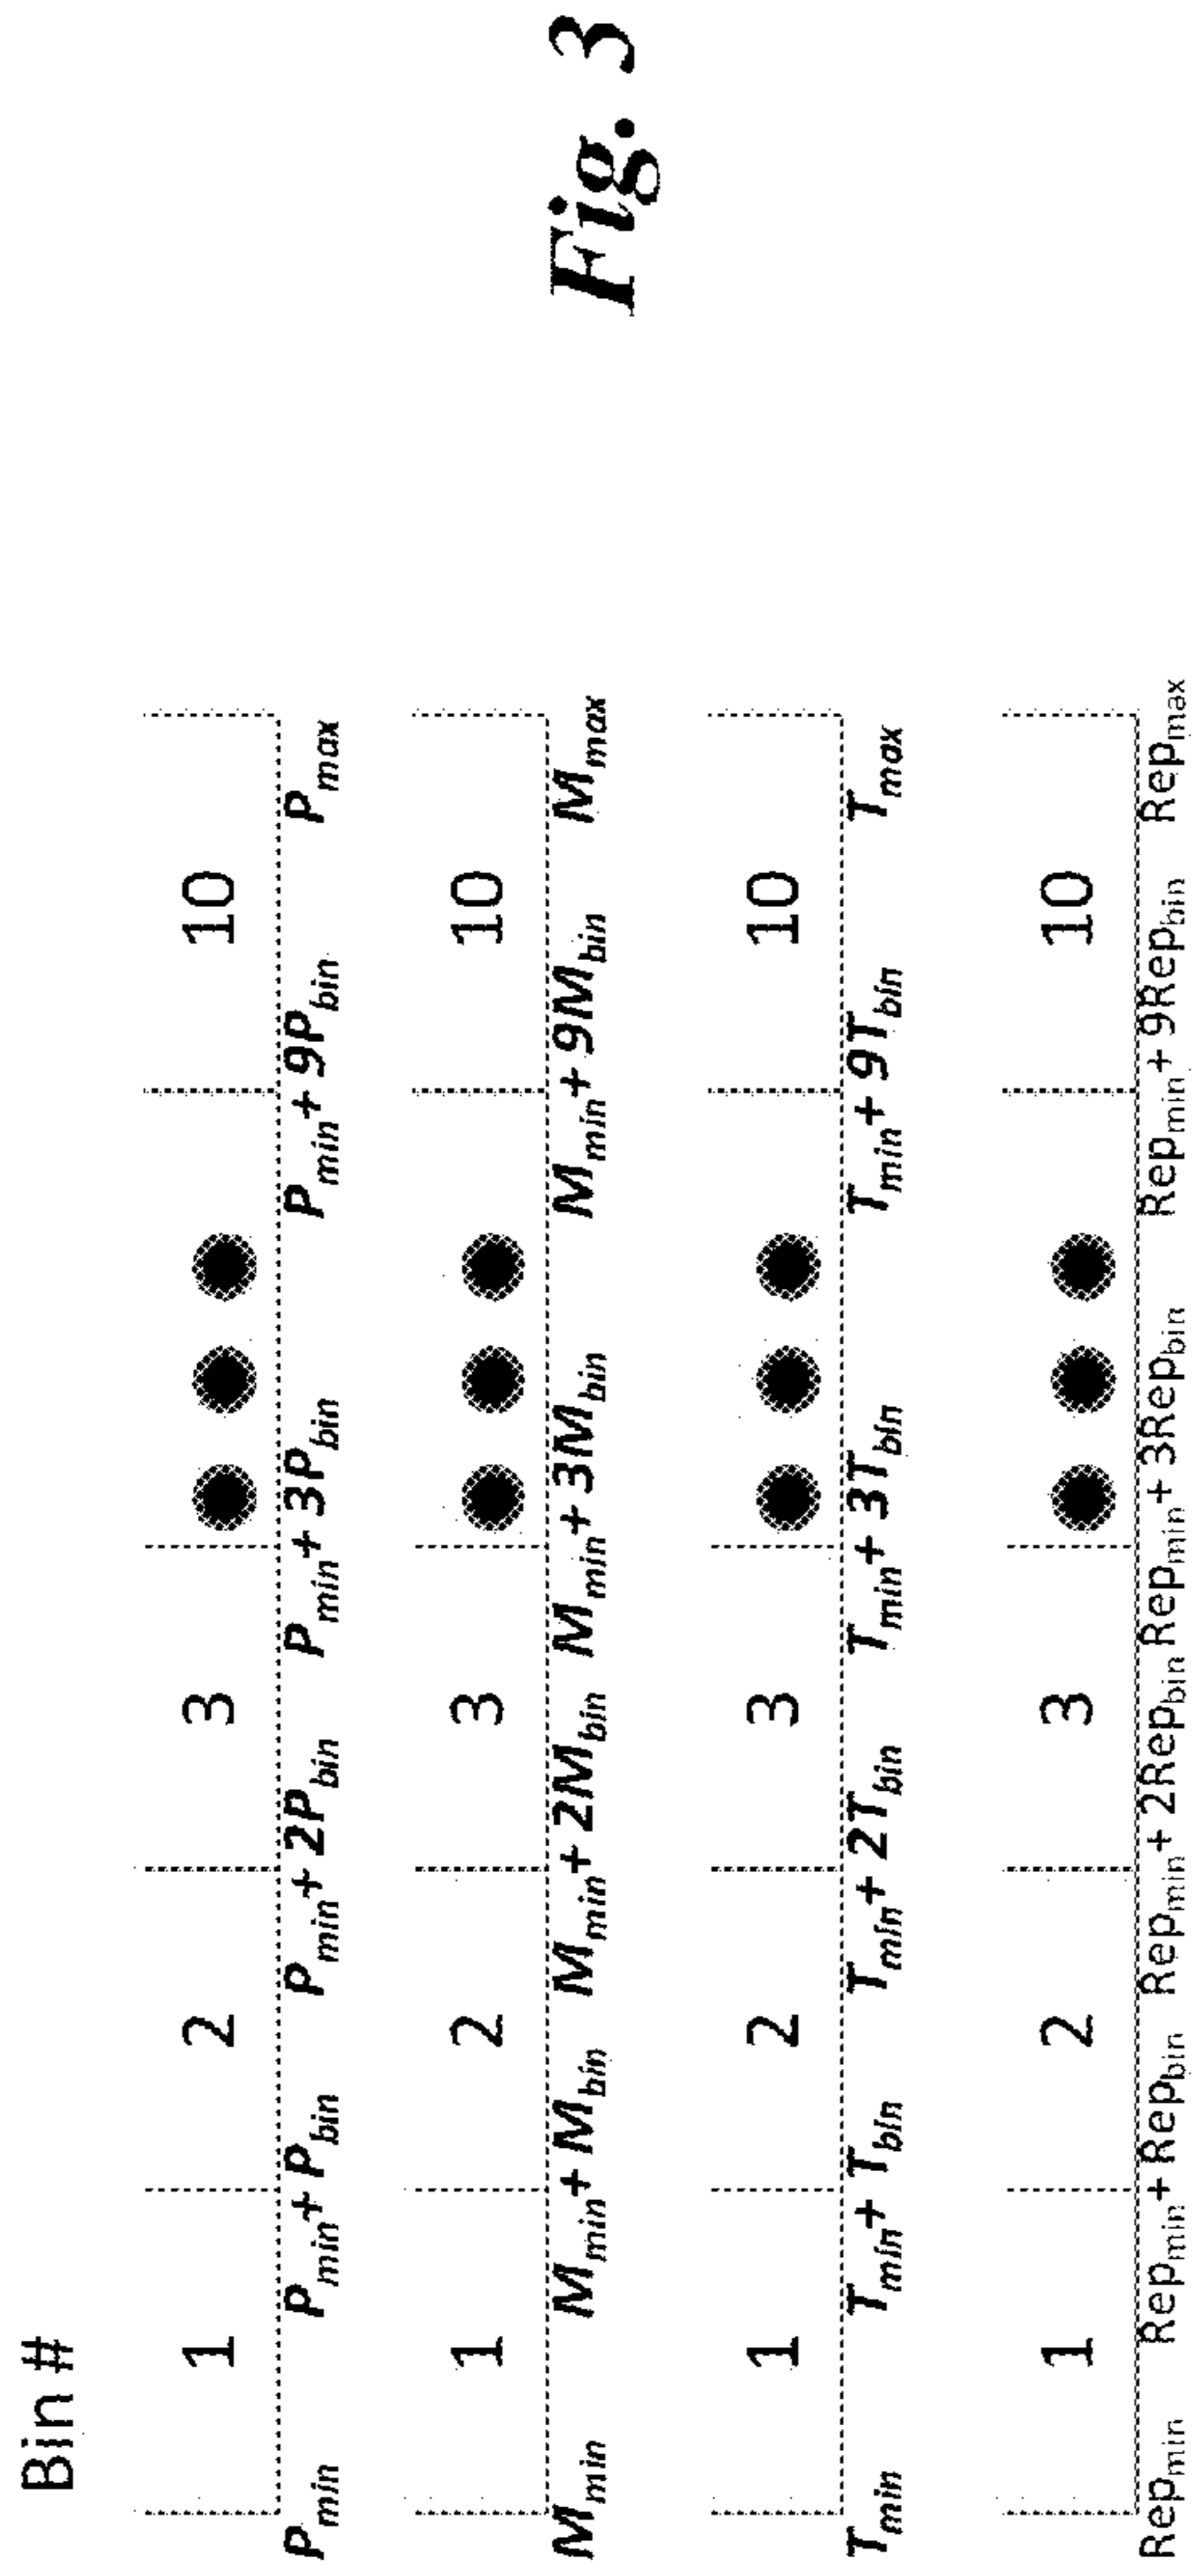 Bin #
1 2 3 10
P_min P_min + P_bin P_min + 2P_bin P_min + 3P_bin P_min + 9P_bin P_max
1 2 3 10
M_min M_min + M_bin M_min + 2M_bin M_min + 3M_bin M_min + 9M_bin M_max
1 2 3 10
T_min T_min + T_bin T_min + 2T_bin T_min + 3T_bin T_min + 9T_bin T_max
1 2 3 10
Rep_min Rep_min + Rep_bin Rep_min + 2Rep_bin Rep_min + 3Rep_bin Rep_min + 9Rep_bin Rep_max
Fig. 3